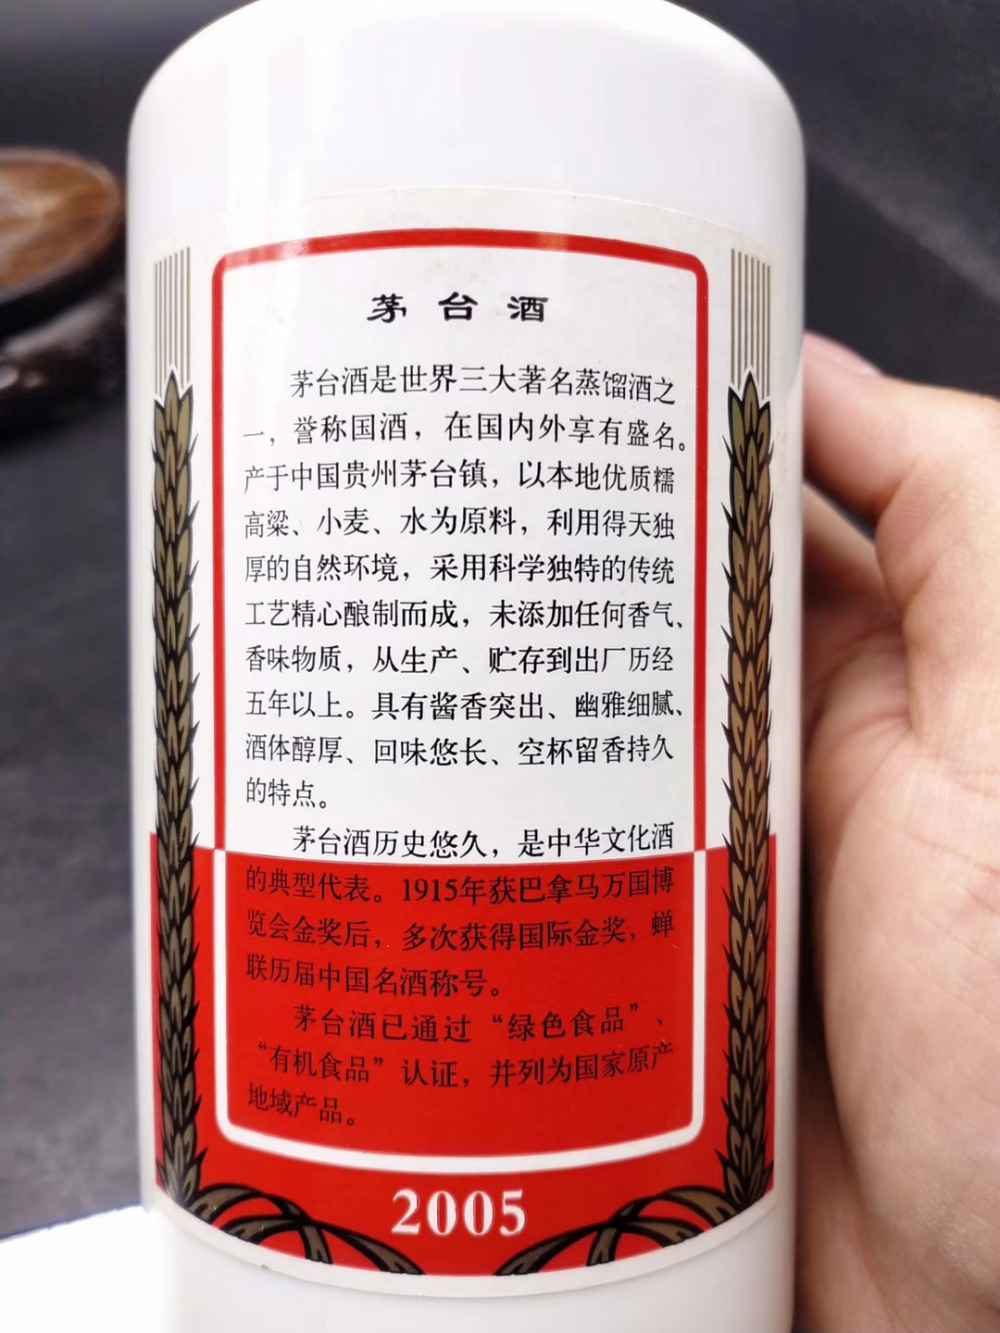 茅台酒
茅台酒是世界三大著名蒸馏酒之
一，誉称国酒，在国内外享有盛名。
产于中国贵州茅台镇，以本地优质糯
高粱、小麦、水为原料，利用得天独
厚的自然环境，采用科学独特的传统
工艺精心酿制而成，未添加任何香气、
香味物质，从生产、贮存到出厂历经
五年以上。具有酱香突出、幽雅细腻、
酒体醇厚、回味悠长、空杯留香持久
的特点。
茅台酒历史悠久，是中华文化酒
的典型代表。1915年获巴拿马万国博
览会金奖后，多次获得国际金奖，蝉
联历届中国名酒称号。
茅台酒已通过“绿色食品”、
“有机食品”认证，并列为国家原产
地域产品。
2005